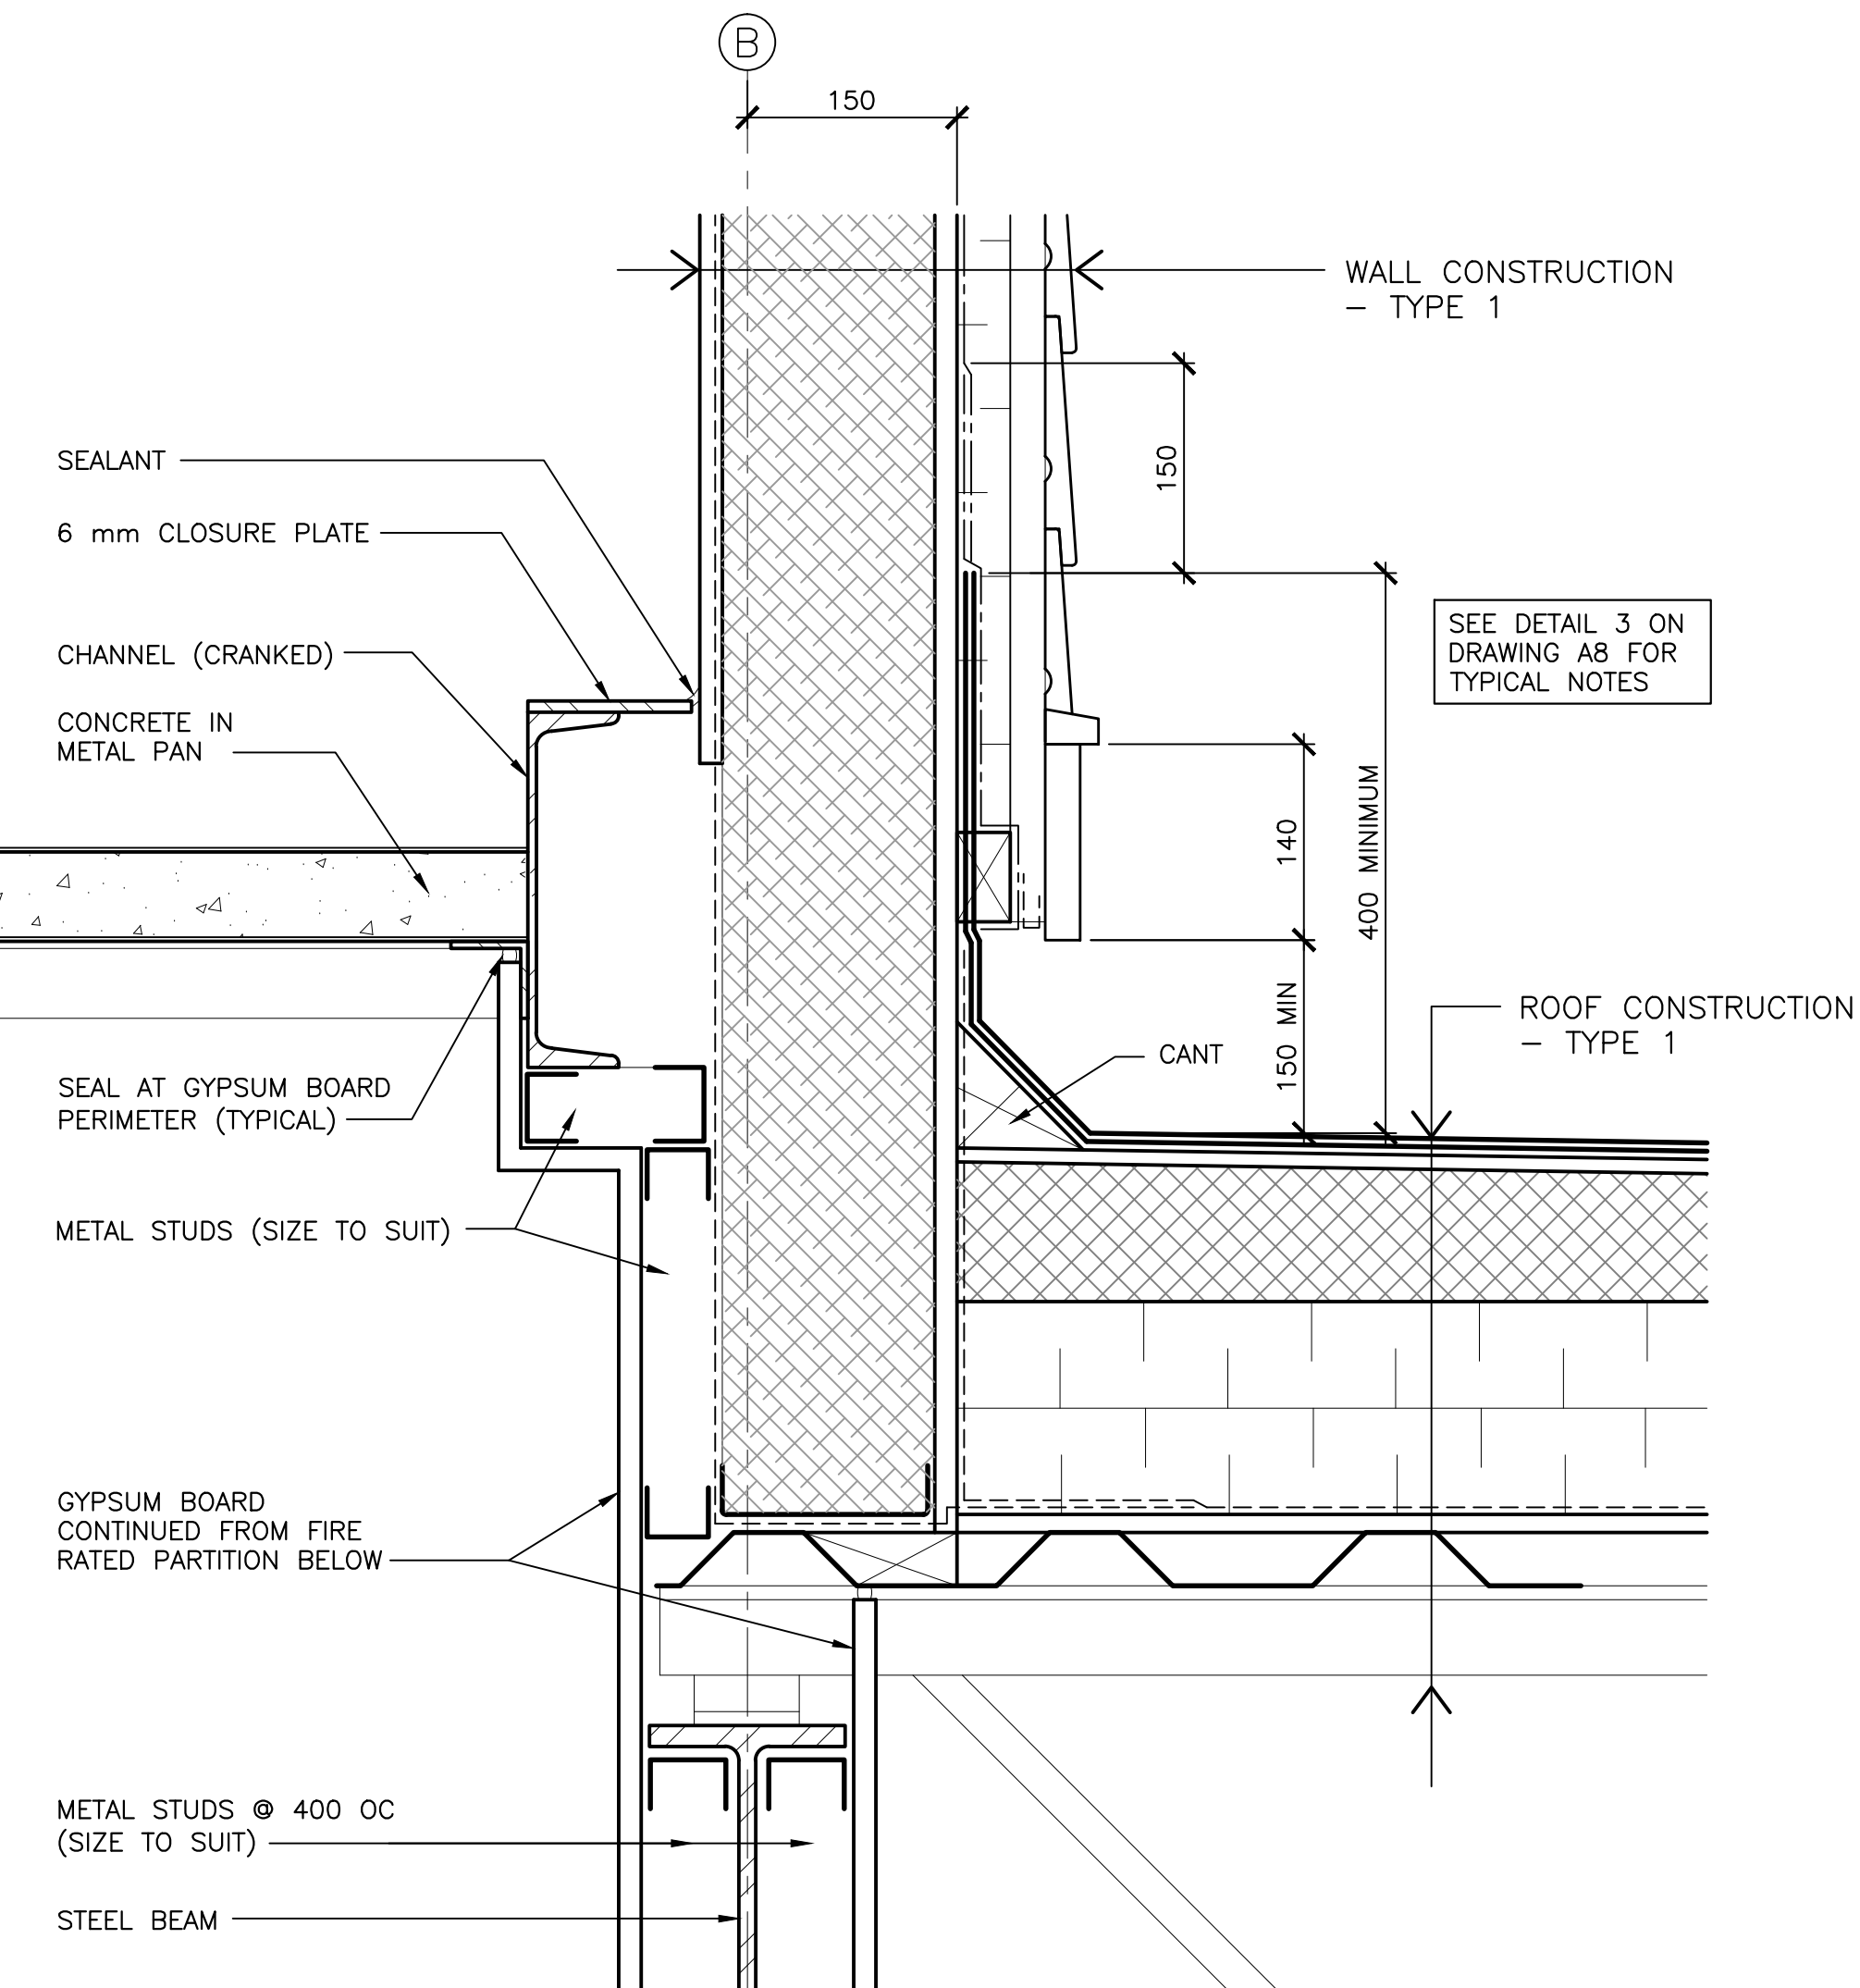 B
150
WALL CONSTRUCTION
- TYPE 1
150
SEALANT
6 mm CLOSURE PLATE
CHANNEL (CRANKED)
CONCRETE IN
METAL PAN
SEE DETAIL 3 ON
DRAWING A8 FOR
TYPICAL NOTES
140
400 MINIMUM
150 MIN
ROOF CONSTRUCTION
- TYPE 1
CANT
SEAL AT GYPSUM BOARD
PERIMETER (TYPICAL)
METAL STUDS (SIZE TO SUIT)
GYPSUM BOARD
CONTINUED FROM FIRE
RATED PARTITION BELOW
METAL STUDS @ 400 OC
(SIZE TO SUIT)
STEEL BEAM